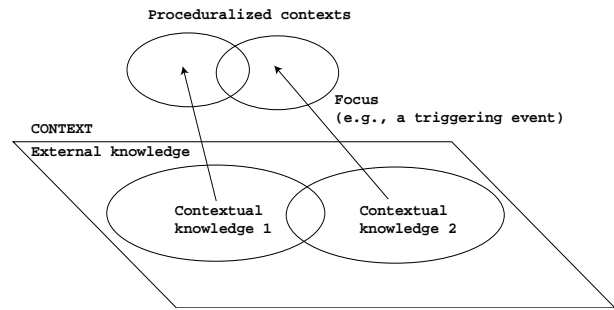 Proceduralized contexts
Focus
(e.g., a triggering event)
CONTEXT
External knowledge
Contextual
knowledge 1
Contextual
knowledge 2